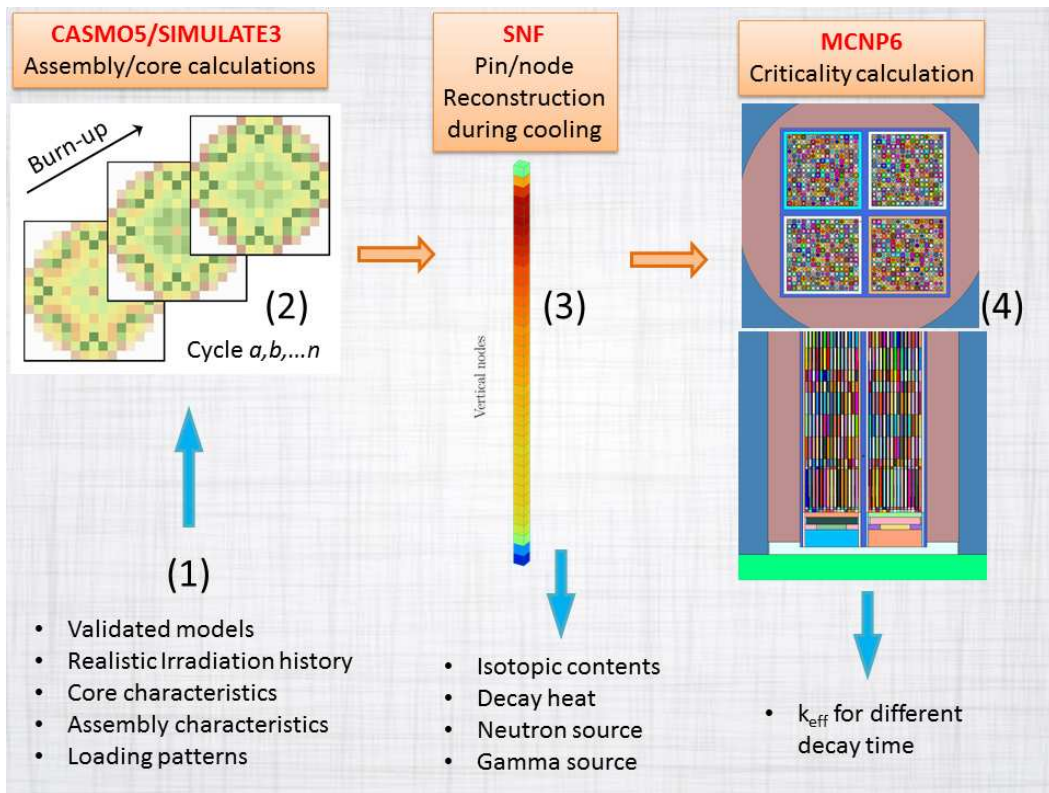 CASMO5/SIMULATE3
Assembly/core calculations
Burn-up
(2)
Cycle a,b,...n
(1)
• Validated models
• Realistic Irradiation history
• Core characteristics
• Assembly characteristics
• Loading patterns
SNF
Pin/node
Reconstruction
during cooling
(3)
Vertical nodes
• Isotopic contents
• Decay heat
• Neutron source
• Gamma source
MCNP6
Criticality calculation
(4)
• keff for different
decay time